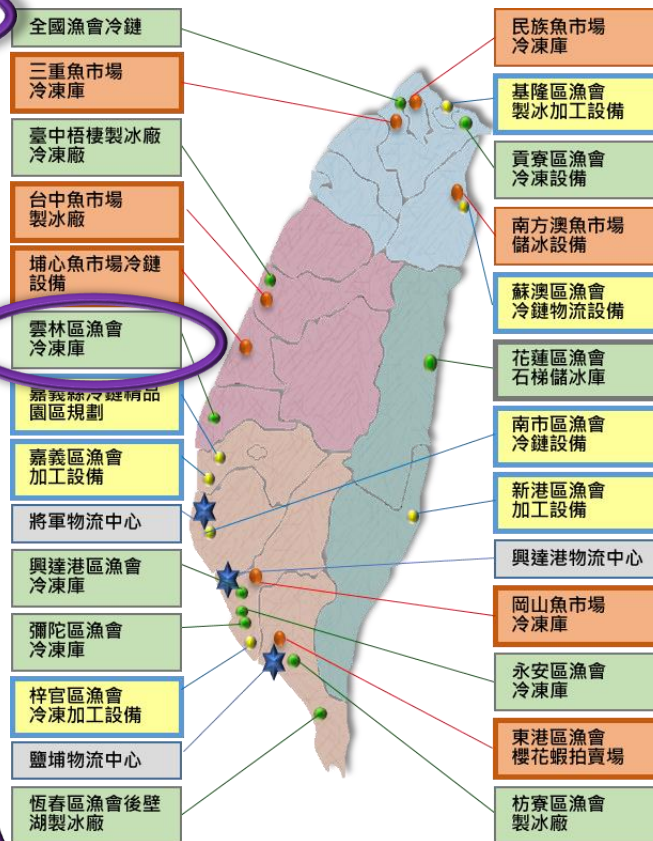 全國漁會冷鏈
三重魚市場
冷凍庫
臺中梧棲製冰廠
冷凍廠
台中魚市場
製冰廠
埔心魚市場冷鏈
設備
雲林區漁會
冷凍庫
嘉義縣冷鏈精品
園區規劃
嘉義區漁會
加工設備
將軍物流中心
興達港區漁會
冷凍庫
彌陀區漁會
冷凍庫
梓官區漁會
冷凍加工設備
鹽埔物流中心
恆春區漁會後壁
湖製冰廠
民族魚市場
冷凍庫
基隆區漁會
製冰加工設備
貢寮區漁會
冷凍設備
南方澳魚市場
儲冰設備
蘇澳區漁會
冷鏈物流設備
花蓮區漁會
石梯儲冰庫
南市區漁會
冷鏈設備
新港區漁會
加工設備
興達港物流中心
岡山魚市場
冷凍庫
永安區漁會
冷凍庫
東港區漁會
櫻花蝦拍賣場
枋寮區漁會
製冰廠